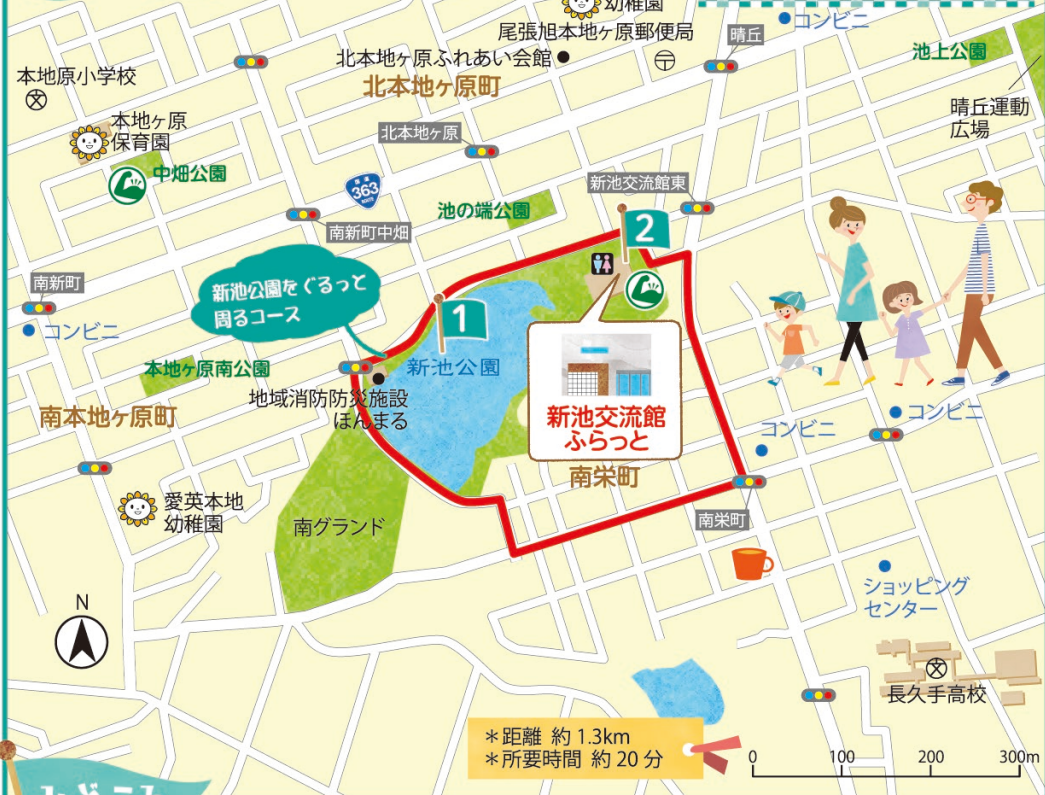 幼稚園
尾張旭本地ヶ原郵便局
コンビニ
晴丘
北本地ヶ原ふれあい会館
池上公園
本地原小学校
文
北本地ヶ原町
晴丘運動
広場
本地ヶ原
保育園
北本地ヶ原
中畑公園
国道
363
ROUTE
新池交流館東
池の端公園
南新町中畑
2
南新町
新池公園をぐるっと
周るコース
1
コンビニ
本地ヶ原南公園
新池公園
地域消防防災施設
ほんまる
南本地ヶ原町
新池交流館
ふらっと
コンビニ
コンビニ
南栄町
愛英本地
幼稚園
南グランド
南栄町
ショッピング
センター
N
文
長久手高校
*距離 約1.3km
*所要時間 約20分
0 100 200 300m